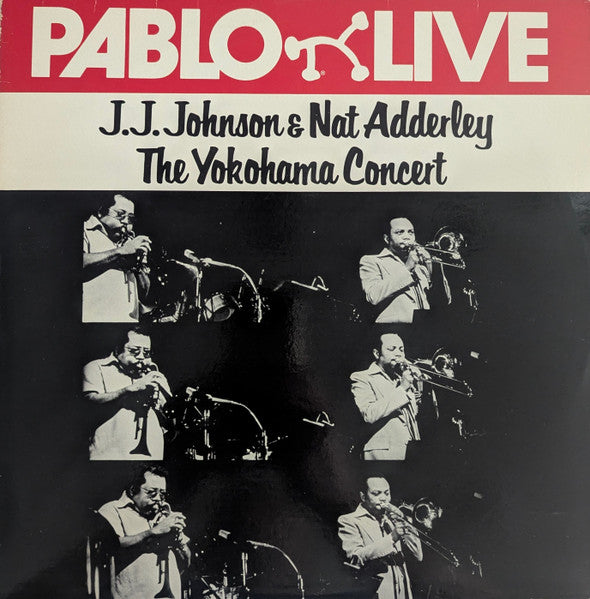 PABLO LIVE
J.J. Johnson & Nat Adderley
The Yokohama Concert